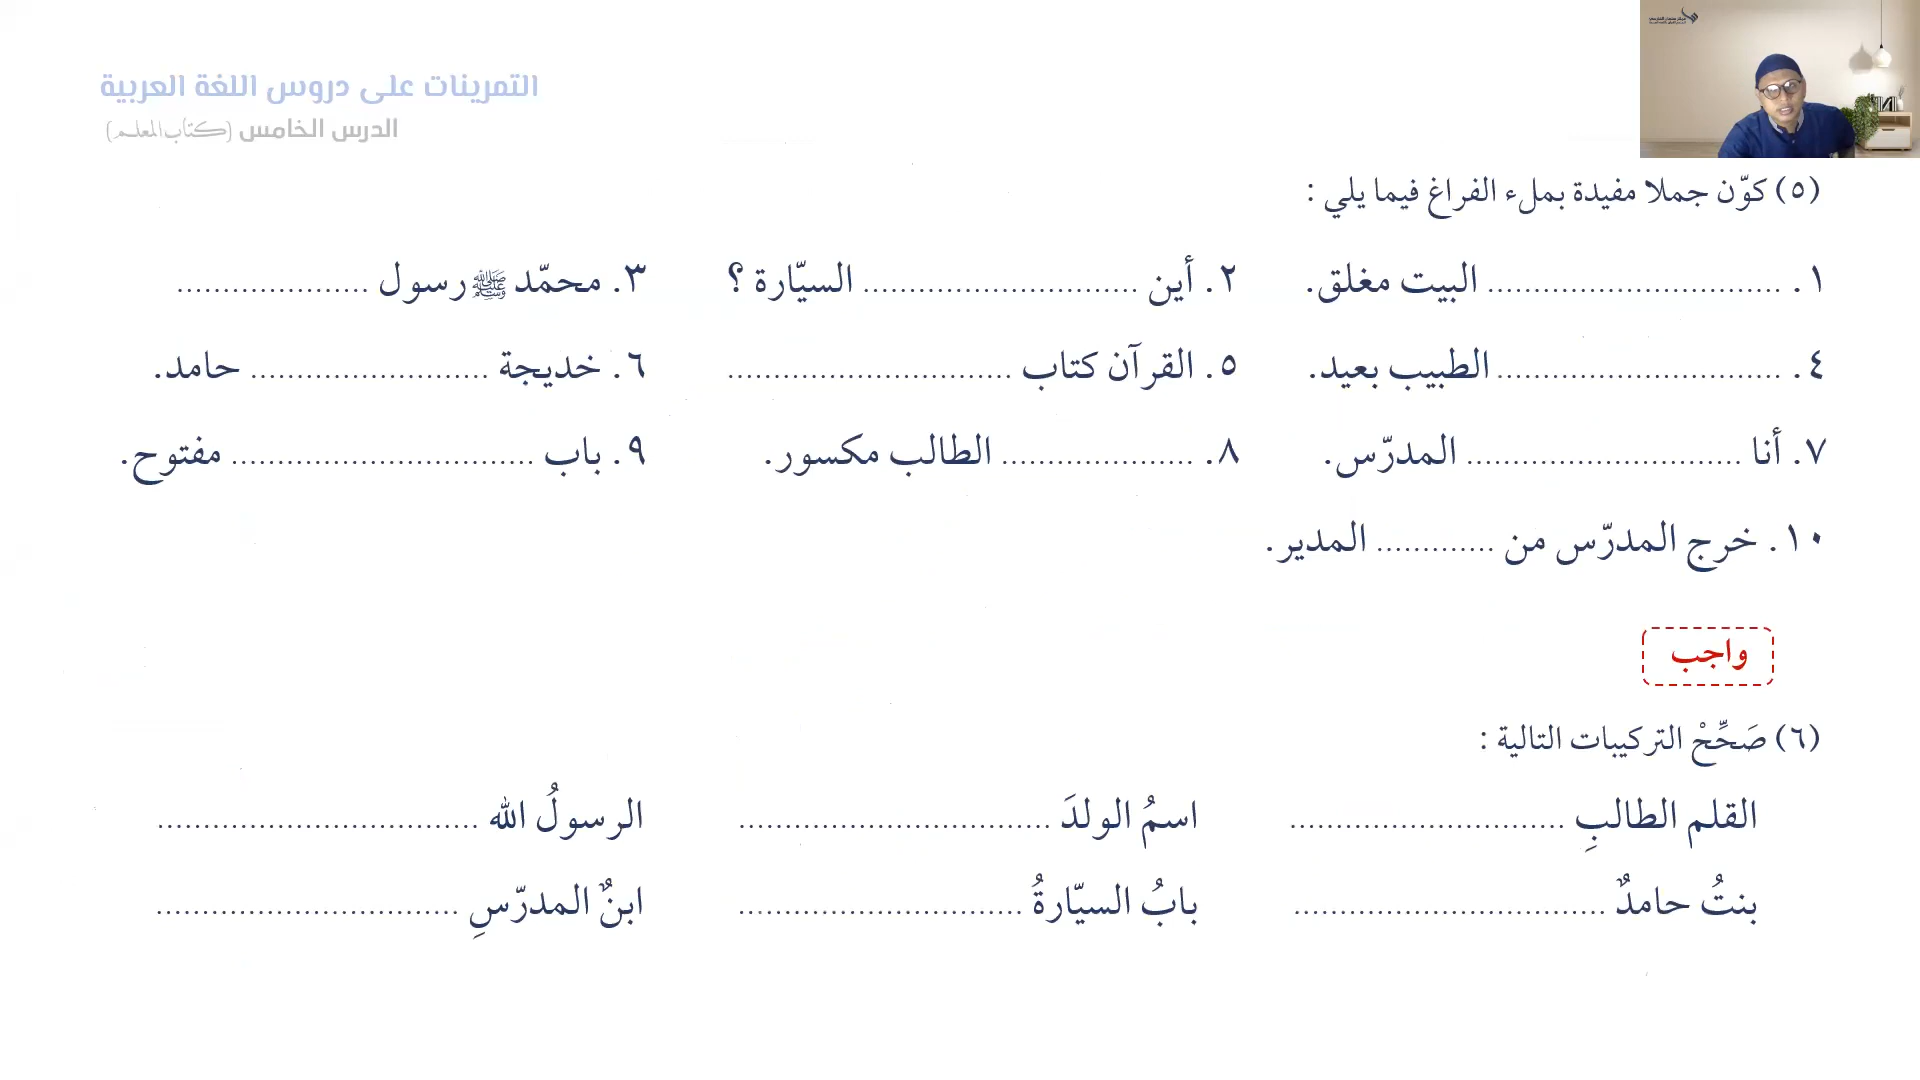 التمرينات على دروس اللغة العربية
الدرس الخامس (كتاب المعلم)
(٥) كوّن جملا مفيدة بملء الفراغ فيما يلي :
١. ................................ البيت مغلق.
٢. أين .............................. السيّارة ؟
٣. محمّد ﷺ رسول .....................
٤. ............................... الطبيب بعيد.
٥. القرآن كتاب ...............................
٦. خديجة .......................... حامد.
٧. أنا .............................. المدرّس.
٨. ..................... الطالب مكسور.
٩. باب ................................. مفتوح.
١٠. خرج المدرّس من ............. المدير.
واجب
(٦) صَحِّحْ التركيبات التالية :
القلم الطالبِ ..............................
اسمُ الولدَ ..................................
الرسولُ الله ...................................
بنتُ حامدٌ ..................................
بابُ السيّارةُ ...............................
ابنٌ المدرّسِ .................................